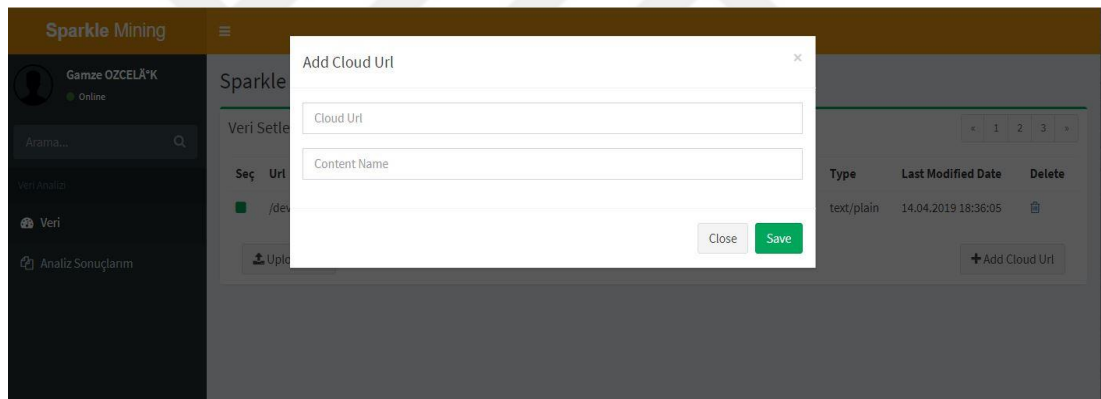 Sparkle Mining
Gamze OZCELÄ°K
Online
Arama...
Veri Analizi
Veri
Analiz Sonuçlarım
Sparkle
Veri Setle
« 1 2 3 »
Seç Url Type Last Modified Date Delete
/dev text/plain 14.04.2019 18:36:05
Uplo
+ Add Cloud Url
Add Cloud Url ×
Cloud Url
Content Name
Close Save